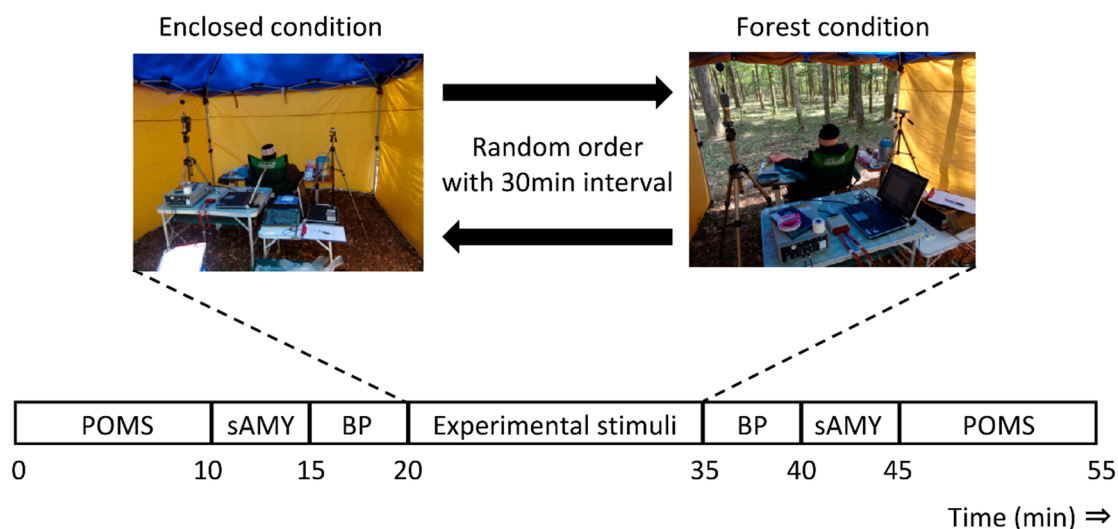 Enclosed condition
Forest condition
Random order
with 30min interval
POMS sAMY BP Experimental stimuli BP sAMY POMS
0 10 15 20 35 40 45 55
Time (min) ⇒